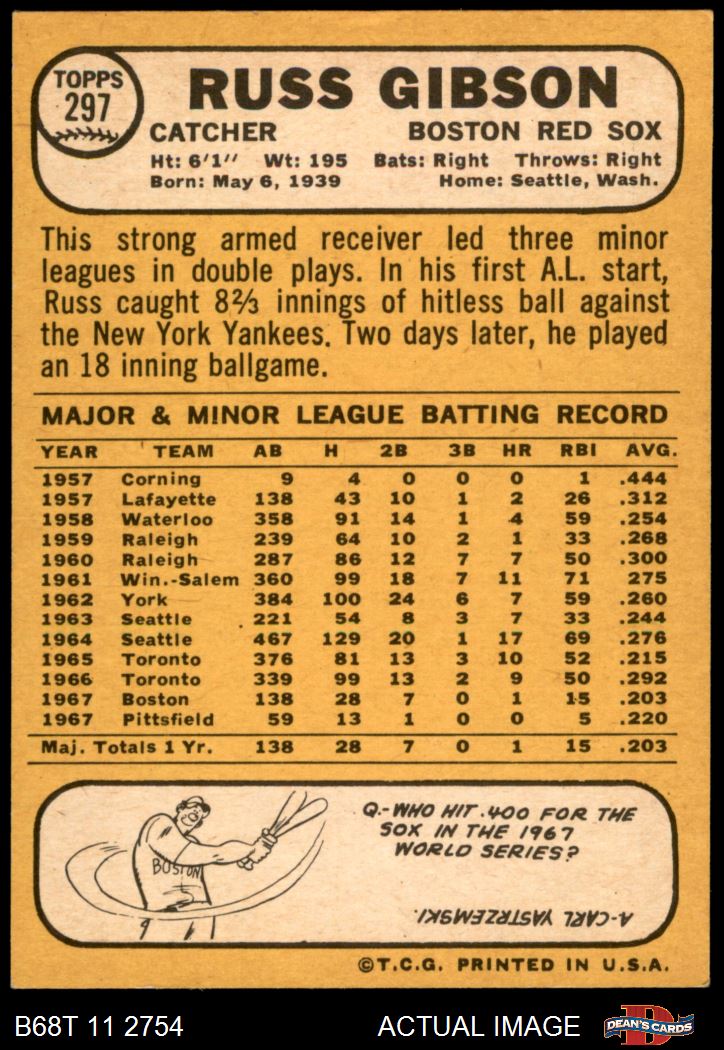 TOPPS
297
RUSS GIBSON
CATCHER BOSTON RED SOX
Ht: 6'1" Wt: 195 Bats: Right Throws: Right
Born: May 6, 1939 Home: Seattle, Wash.
This strong armed receiver led three minor
leagues in double plays. In his first A.L. start,
Russ caught 8⅔ innings of hitless ball against
the New York Yankees. Two days later, he played
an 18 inning ballgame.
MAJOR & MINOR LEAGUE BATTING RECORD
YEAR TEAM AB H 2B 3B HR RBI AVG.
1957 Corning 9 4 0 0 0 1 .444
1957 Lafayette 138 43 10 1 2 26 .312
1958 Waterloo 358 91 14 1 4 59 .254
1959 Raleigh 239 64 10 2 1 33 .268
1960 Raleigh 287 86 12 7 7 50 .300
1961 Win.-Salem 360 99 18 7 11 71 275
1962 York 384 100 24 6 7 59 .260
1963 Seattle 221 54 8 3 7 33 .244
1964 Seattle 467 129 20 1 17 69 .276
1965 Toronto 376 81 13 3 10 52 .215
1966 Toronto 339 99 13 2 9 50 .292
1967 Boston 138 28 7 0 1 15 .203
1967 Pittsfield 59 13 1 0 0 5 .220
Maj. Totals 1 Yr. 138 28 7 0 1 15 .203
BOSTON
Q.-WHO HIT .400 FOR THE
SOX IN THE 1967
WORLD SERIES?
A-CARL YASTRZEMSKI.
©T.C.G. PRINTED IN U.S.A.
B68T 11 2754 ACTUAL IMAGE DEAN'S CARDS